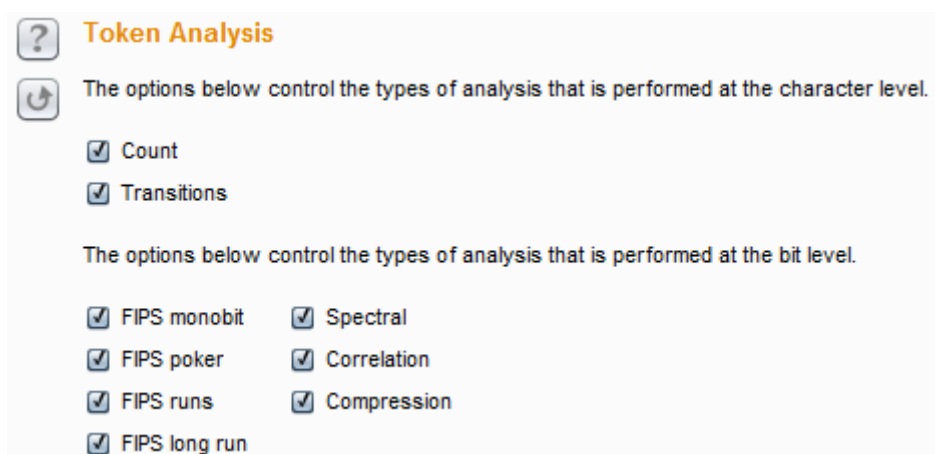 Token Analysis
The options below control the types of analysis that is performed at the character level.
Count
Transitions
The options below control the types of analysis that is performed at the bit level.
FIPS monobit Spectral
FIPS poker Correlation
FIPS runs Compression
FIPS long run